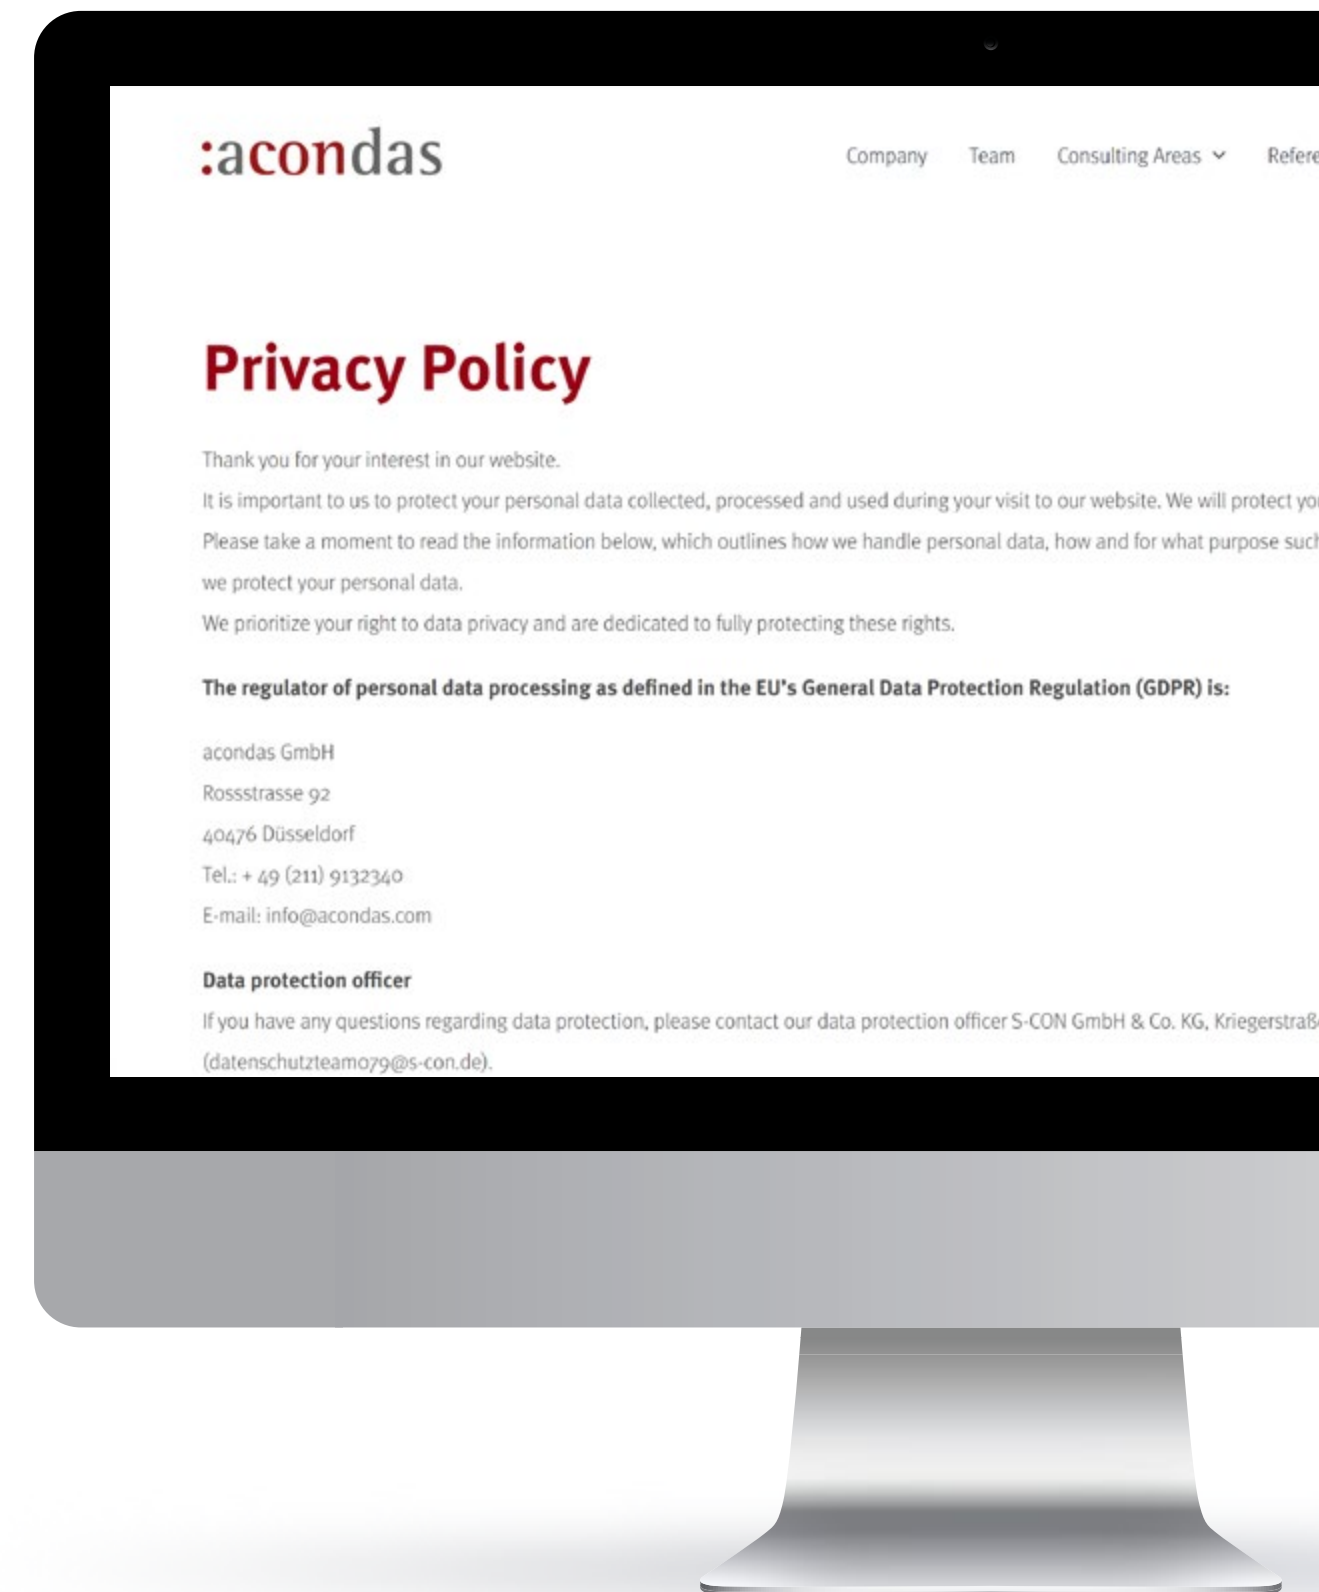 :acondas
Company Team Consulting Areas Refere
Privacy Policy
Thank you for your interest in our website.
It is important to us to protect your personal data collected, processed and used during your visit to our website. We will protect yo
Please take a moment to read the information below, which outlines how we handle personal data, how and for what purpose such
we protect your personal data.
We prioritize your right to data privacy and are dedicated to fully protecting these rights.
The regulator of personal data processing as defined in the EU's General Data Protection Regulation (GDPR) is:
acondas GmbH
Rossstrasse 92
40476 Düsseldorf
Tel.: + 49 (211) 9132340
E-mail: info@acondas.com
Data protection officer
If you have any questions regarding data protection, please contact our data protection officer S-CON GmbH & Co. KG, Kriegerstraß
(datenschutzteam079@s-con.de).